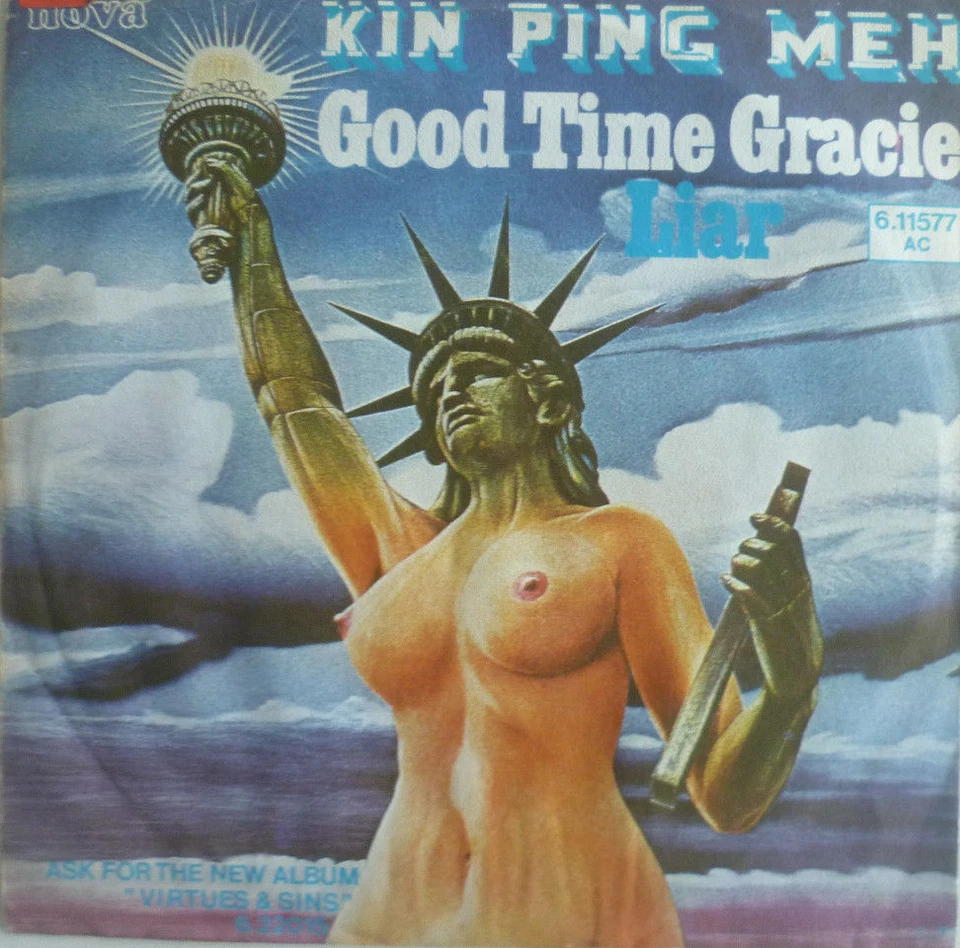 nova
KIN PING MEH
Good Time Gracie
Liar
6.11577
AC
ASK FOR THE NEW ALBUM
"VIRTUES & SINS"